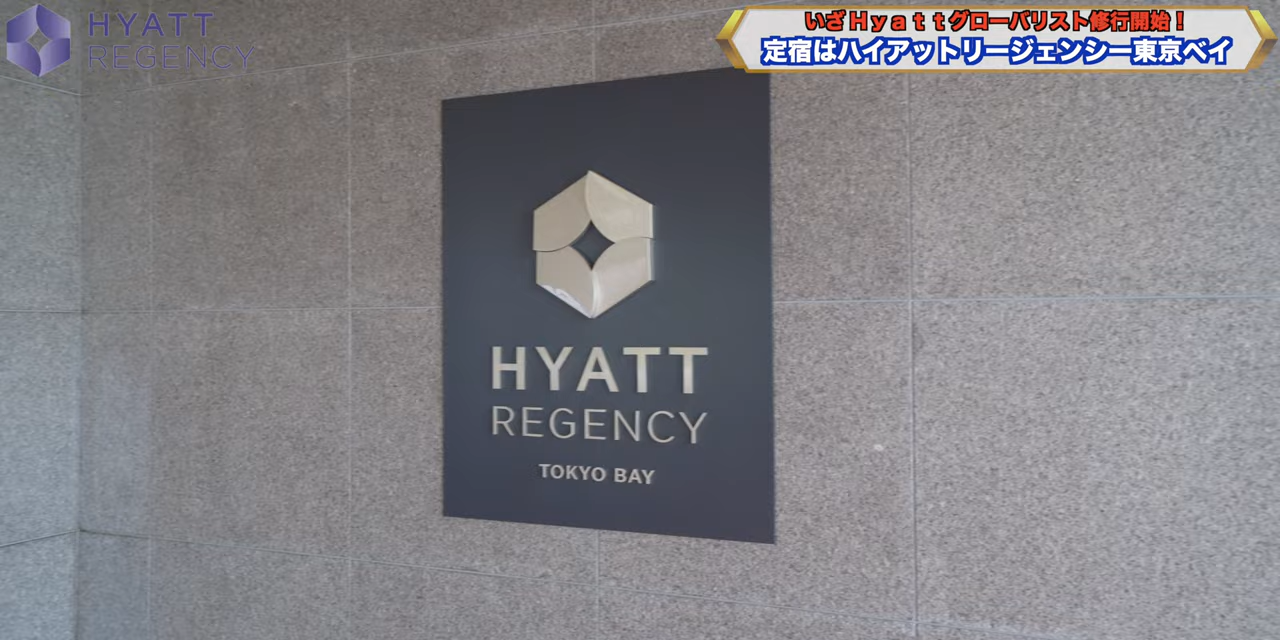 HYATT
REGENCY
いざHyattグローバリスト修行開始！
定宿はハイアットリージェンシー東京ベイ
HYATT
REGENCY
TOKYO BAY